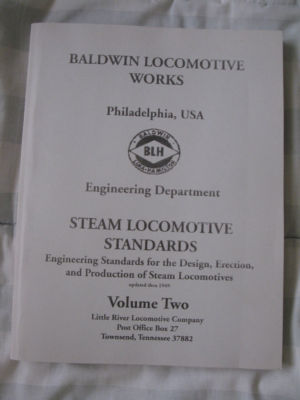 BALDWIN LOCOMOTIVE
WORKS
Philadelphia, USA
BALDWIN
BLH
LIMA-HAMILTON
Engineering Department
STEAM LOCOMOTIVE
STANDARDS
Engineering Standards for the Design, Erection,
and Production of Steam Locomotives
updated thru 1949
Volume Two
Little River Locomotive Company
Post Office Box 27
Townsend, Tennessee 37882